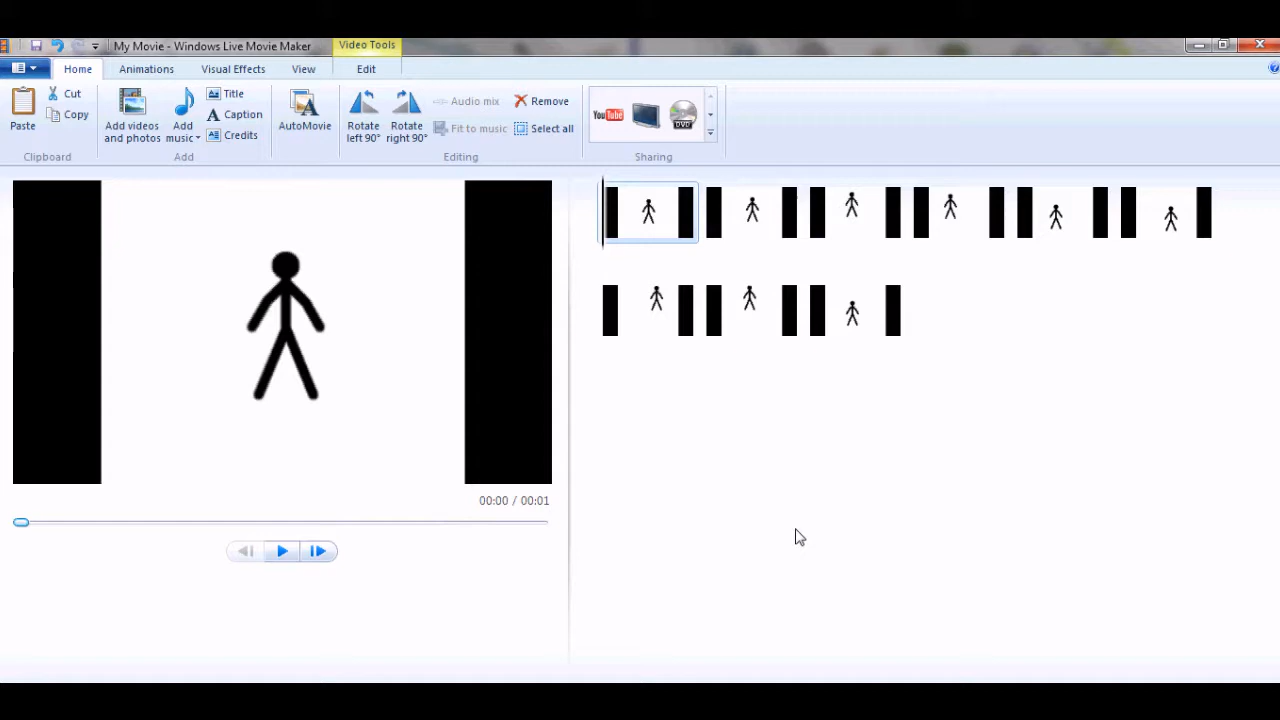 My Movie - Windows Live Movie Maker
Video Tools
Home
Animations
Visual Effects
View
Edit
Paste
Cut
Copy
Clipboard
Add videos
and photos
Add
music
Title
Caption
Credits
Add
AutoMovie
Rotate
left 90°
Rotate
right 90°
Audio mix
Fit to music
Remove
Select all
Editing
YouTube
DVD
Sharing
00:00 / 00:01